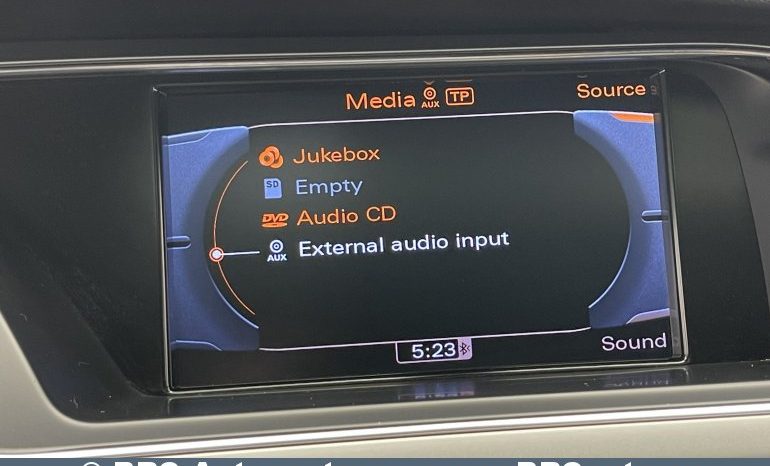 Media AUX TP
Source
Jukebox
SD Empty
DVD Audio CD
AUX External audio input
5:23
Sound